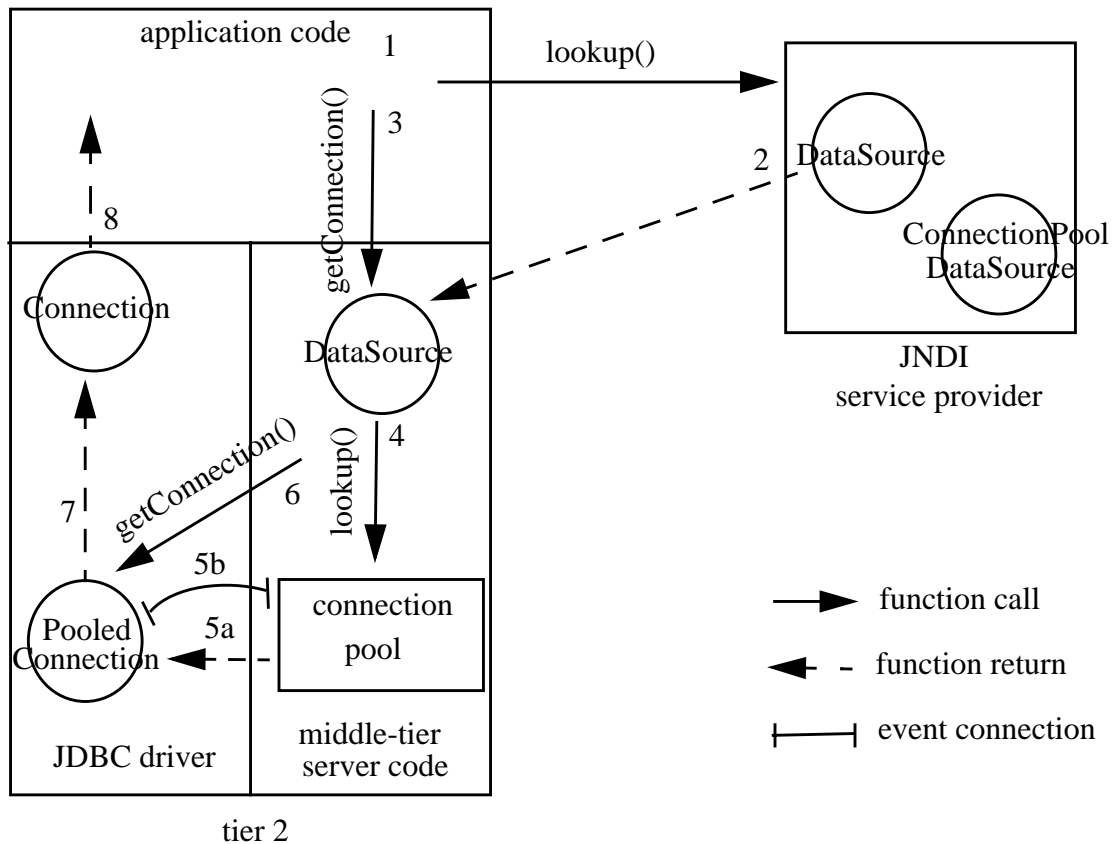 application code
1
lookup()
getConnection()
3
2
DataSource
8
ConnectionPool
DataSource
Connection
DataSource
JNDI
service provider
4
lookup()
getConnection()
6
7
5b
5a
connection
pool
Pooled
Connection
function call
function return
event connection
JDBC driver
middle-tier
server code
tier 2